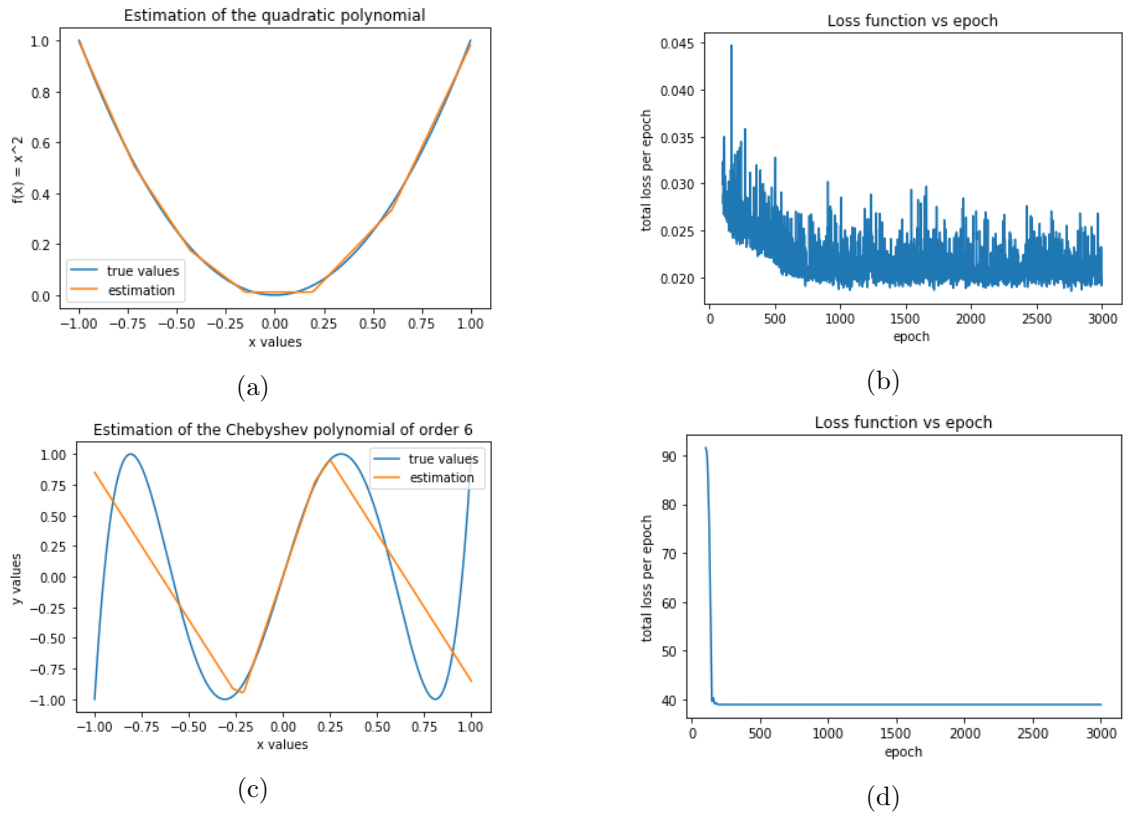 Estimation of the quadratic polynomial
f(x) = x^2
1.0
0.8
0.6
0.4
0.2
0.0
true values
estimation
−1.00 −0.75 −0.50 −0.25 0.00 0.25 0.50 0.75 1.00
x values
(a)
Loss function vs epoch
total loss per epoch
0.045
0.040
0.035
0.030
0.025
0.020
0 500 1000 1500 2000 2500 3000
epoch
(b)
Estimation of the Chebyshev polynomial of order 6
y values
1.00
0.75
0.50
0.25
0.00
−0.25
−0.50
−0.75
−1.00
true values
estimation
−1.00 −0.75 −0.50 −0.25 0.00 0.25 0.50 0.75 1.00
x values
(c)
Loss function vs epoch
total loss per epoch
90
80
70
60
50
40
0 500 1000 1500 2000 2500 3000
epoch
(d)